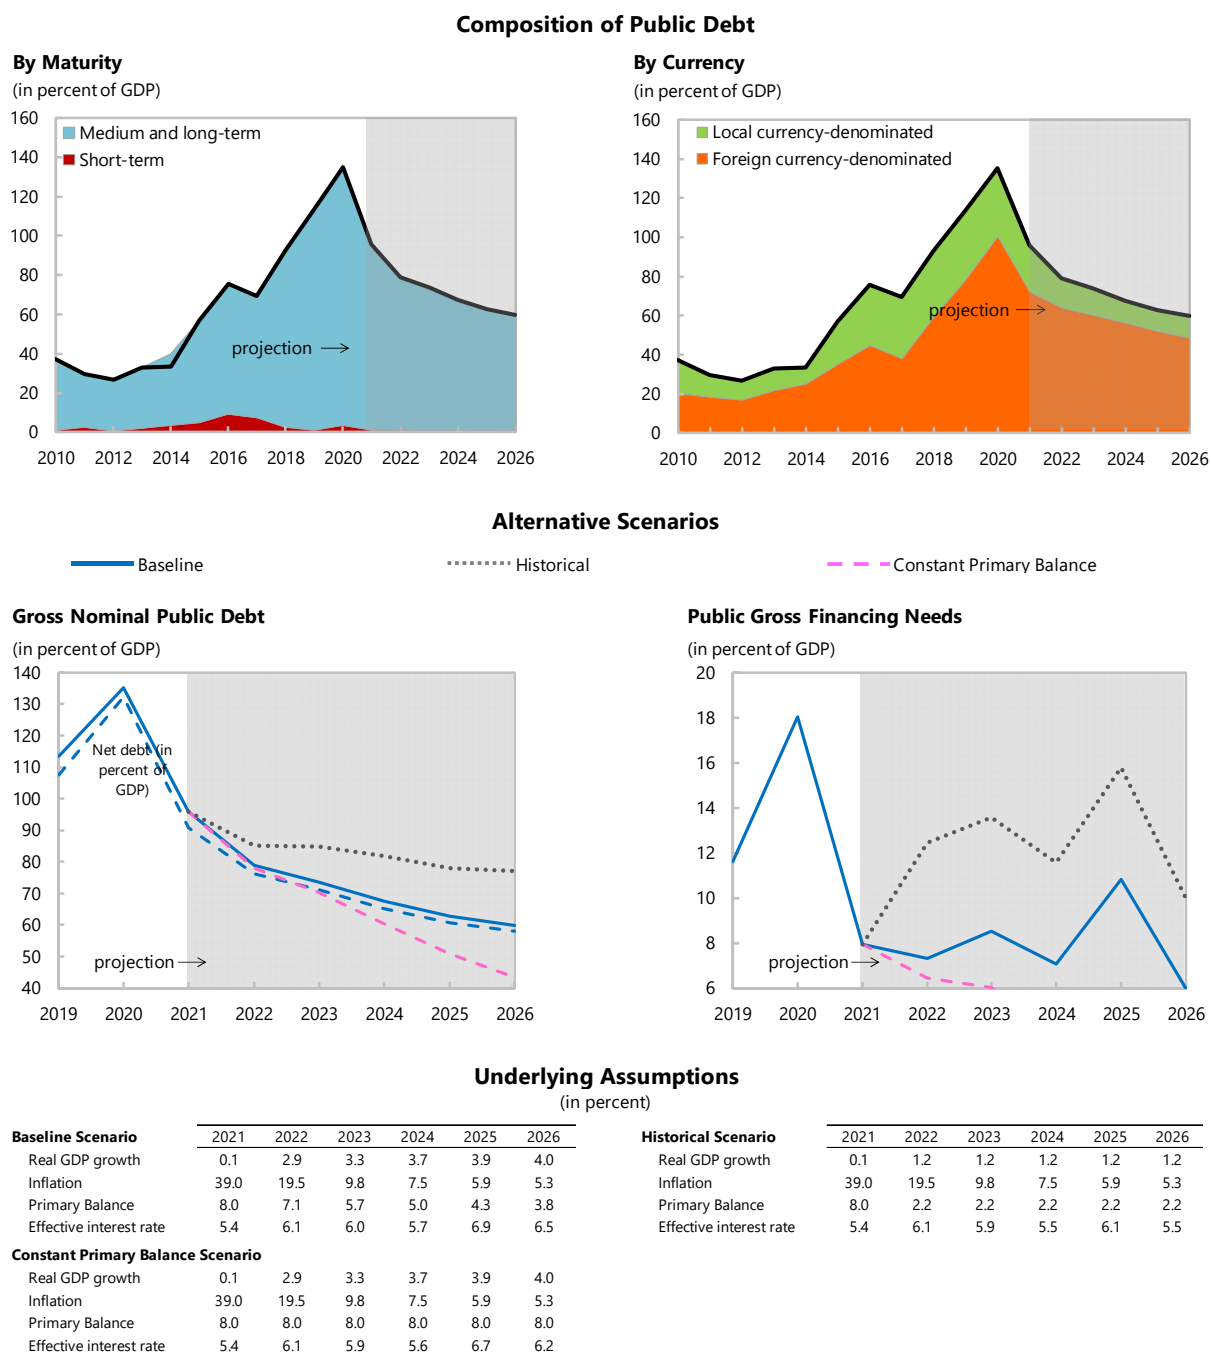 Composition of Public Debt
By Maturity
(in percent of GDP)
160
140
120
100
80
60
40
20
0
Medium and long-term
Short-term
projection
2010 2012 2014 2016 2018 2020 2022 2024 2026
By Currency
(in percent of GDP)
160
140
120
100
80
60
40
20
0
Local currency-denominated
Foreign currency-denominated
projection
2010 2012 2014 2016 2018 2020 2022 2024 2026
Alternative Scenarios
Baseline Historical Constant Primary Balance
Gross Nominal Public Debt
(in percent of GDP)
140
130
120
110
100
90
80
70
60
50
40
Net debt (in
percent of
GDP)
projection
2019 2020 2021 2022 2023 2024 2025 2026
Public Gross Financing Needs
(in percent of GDP)
20
18
16
14
12
10
8
6
projection
2019 2020 2021 2022 2023 2024 2025 2026
Underlying Assumptions
(in percent)
Baseline Scenario 2021 2022 2023 2024 2025 2026
Real GDP growth 0.1 2.9 3.3 3.7 3.9 4.0
Inflation 39.0 19.5 9.8 7.5 5.9 5.3
Primary Balance 8.0 7.1 5.7 5.0 4.3 3.8
Effective interest rate 5.4 6.1 6.0 5.7 6.9 6.5
Constant Primary Balance Scenario
Real GDP growth 0.1 2.9 3.3 3.7 3.9 4.0
Inflation 39.0 19.5 9.8 7.5 5.9 5.3
Primary Balance 8.0 8.0 8.0 8.0 8.0 8.0
Effective interest rate 5.4 6.1 5.9 5.6 6.7 6.2
Historical Scenario 2021 2022 2023 2024 2025 2026
Real GDP growth 0.1 1.2 1.2 1.2 1.2 1.2
Inflation 39.0 19.5 9.8 7.5 5.9 5.3
Primary Balance 8.0 2.2 2.2 2.2 2.2 2.2
Effective interest rate 5.4 6.1 5.9 5.5 6.1 5.5